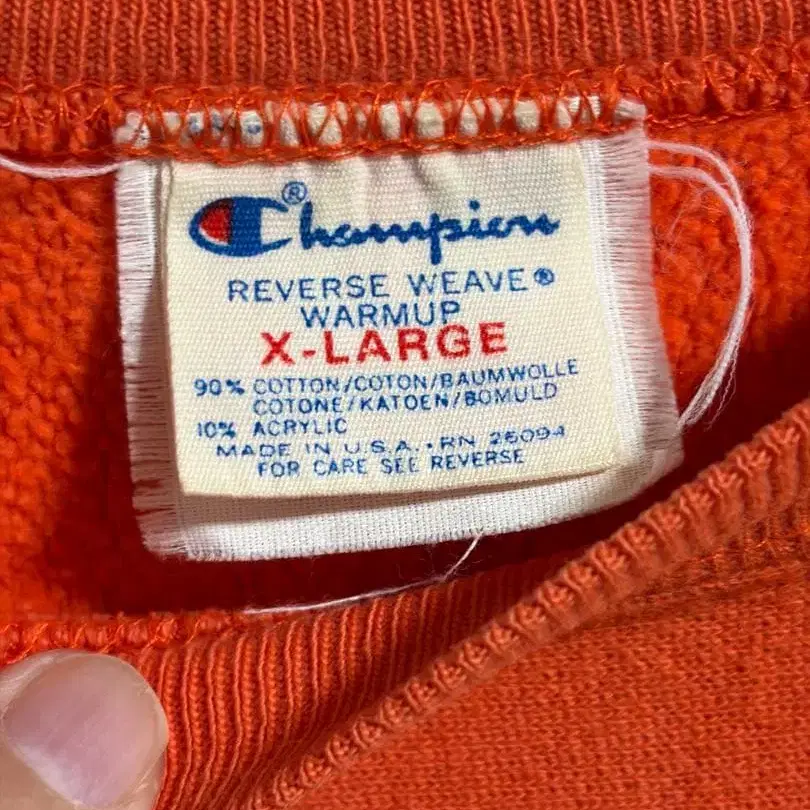 Champion®
REVERSE WEAVE®
WARMUP
X-LARGE
90% COTTON/COTON/BAUMWOLLE
COTONE/KATOEN/BOMULD
10% ACRYLIC
MADE IN U.S.A. • RN 26094
FOR CARE SEE REVERSE